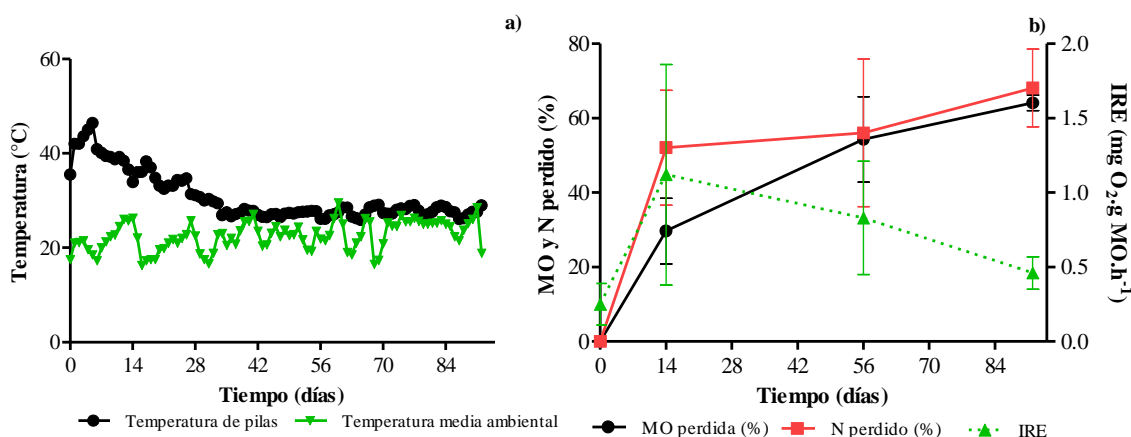 a)
60
40
20
0
Temperatura (°C)
0 14 28 42 56 70 84
Tiempo (días)
Temperatura de pilas
Temperatura media ambiental
b)
80
60
40
20
0
MO y N perdido (%)
2.0
1.5
1.0
0.5
0.0
IRE (mg O₂.g MO.h⁻¹)
0 14 28 42 56 70 84
Tiempo (días)
MO perdida (%)
N perdido (%)
IRE